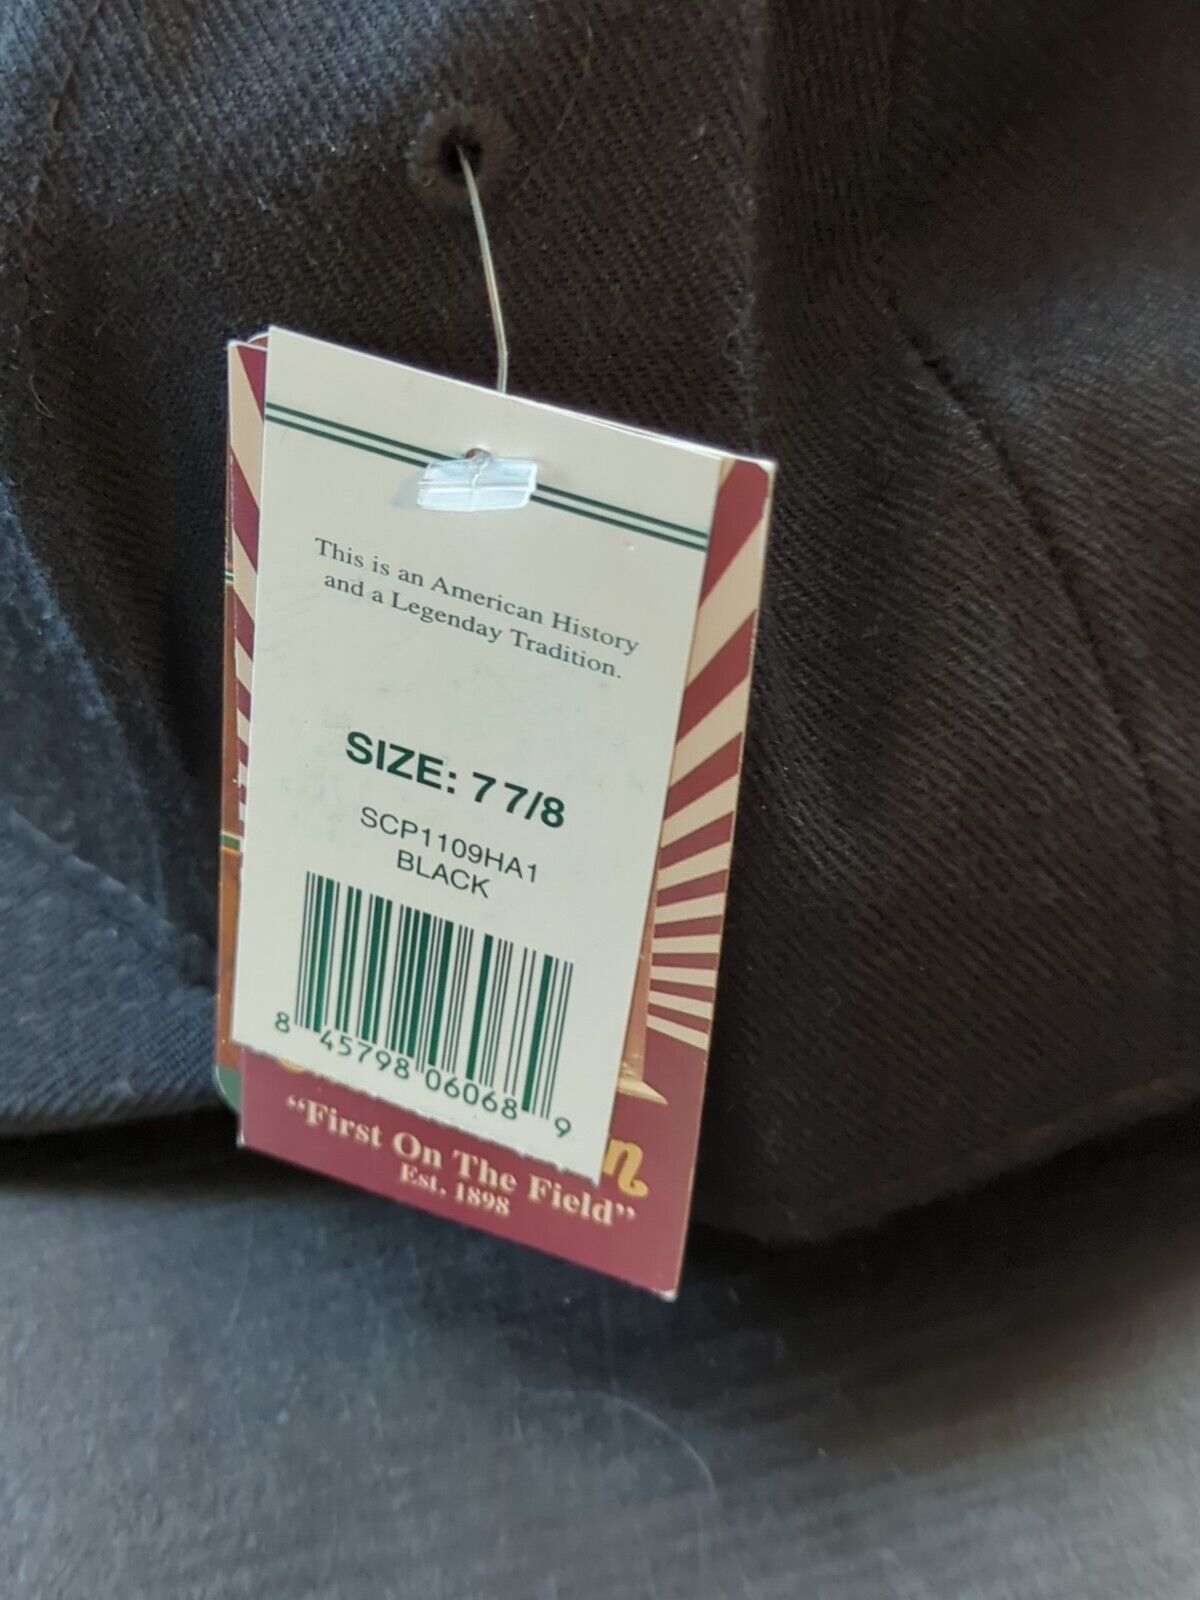 This is an American History
and a Legenday Tradition.
SIZE: 7 7/8
SCP1109HA1
BLACK
8 45798 06068 9
"First On The Field"
Est. 1898